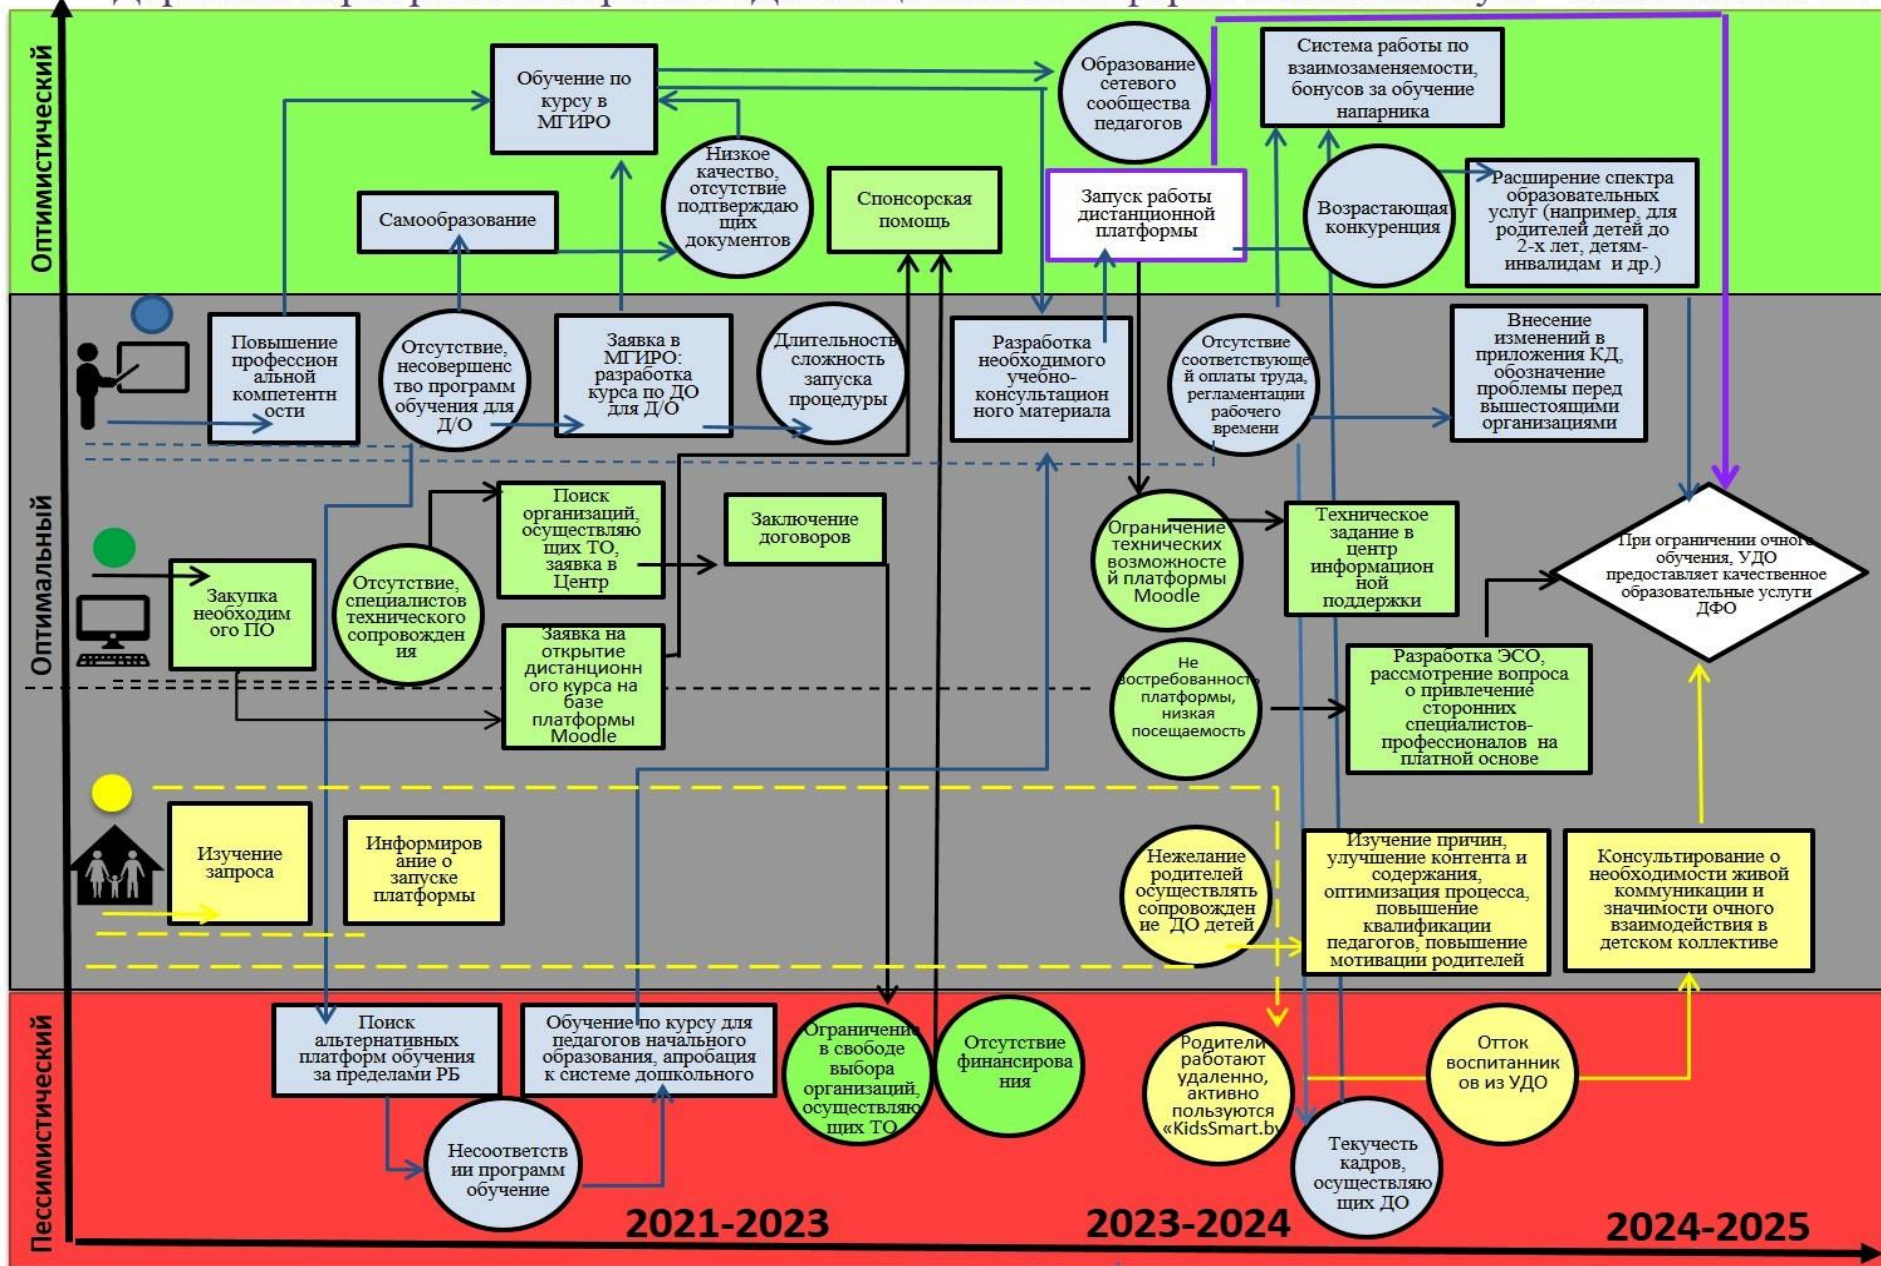 Оптимистический
Обучение по
курсу в
МГИРО
Образование
сетевого
сообщества
педагогов
Система работы по
взаимозаменяемости,
бонусов за обучение
напарника
Самообразование
Низкое
качество,
отсутствие
подтверждаю
щих
документов
Спонсорская
помощь
Запуск работы
дистанционной
платформы
Возрастающая
конкуренция
Расширение спектра
образовательных
услуг (например, для
родителей детей до
2-х лет, детям-
инвалидам и др.)
Оптимальный
Повышение
профессион
альной
компетентн
ости
Отсутствие,
несовершенс
тво программ
обучения для
Д/О
Заявка в
МГИРО:
разработка
курса по ДО
для Д/О
Длительность,
сложность
запуска
процедуры
Разработка
необходимого
учебно-
консультацион
ного материала
Отсутствие
соответствующе
й оплаты труда,
регламентации
рабочего
времени
Внесение
изменений в
приложения КД,
обозначение
проблемы перед
вышестоящими
организациями
Закупка
необходим
ого ПО
Отсутствие,
специалистов
технического
сопровожден
ия
Поиск
организаций,
осуществляю
щих ТО,
заявка в
Центр
Заключение
договоров
Заявка на
открытие
дистанционн
ого курса на
базе
платформы
Moodle
Ограничение
технических
возможносте
й платформы
Moodle
Техническое
задание в
центр
информацион
ной
поддержки
При ограничении очного
обучения, УДО
предоставляет качественное
образовательные услуги
ДФО
Не
востребованность
платформы,
низкая
посещаемость
Разработка ЭСО,
рассмотрение вопроса
о привлечение
сторонних
специалистов-
профессионалов на
платной основе
Изучение
запроса
Информиров
ание о
запуске
платформы
Нежелание
родителей
осуществлять
сопровожден
ие ДО детей
Изучение причин,
улучшение контента и
содержания,
оптимизация процесса,
повышение
квалификации
педагогов, повышение
мотивации родителей
Консультирование о
необходимости живой
коммуникации и
значимости очного
взаимодействия в
детском коллективе
Пессимистический
Поиск
альтернативных
платформ обучения
за пределами РБ
Обучение по курсу для
педагогов начального
образования, апробация
к системе дошкольного
Несоответств
ии программ
обучение
Ограничение
в свободе
выбора
организаций,
осуществляю
щих ТО
Отсутствие
финансирова
ния
Родители
работают
удаленно,
активно
пользуются
«KidsSmart.by
Отток
воспитанник
ов из УДО
Текучесть
кадров,
осуществляю
щих ДО
2021-2023
2023-2024
2024-2025